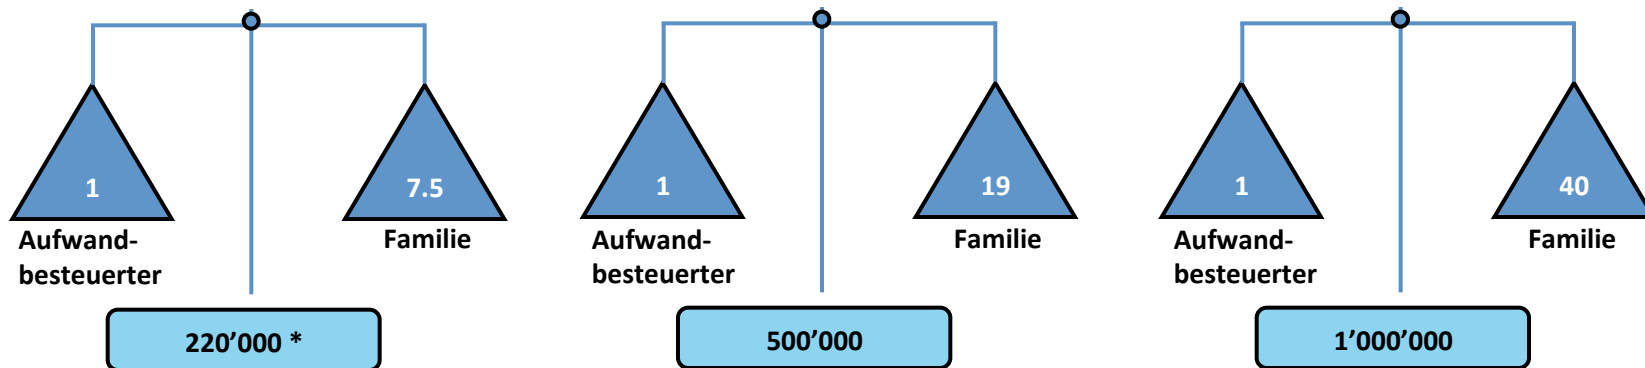 1
7.5
Aufwand-
besteuerter
Familie
220’000 *
1
19
Aufwand-
besteuerter
Familie
500’000
1
40
Aufwand-
besteuerter
Familie
1’000’000